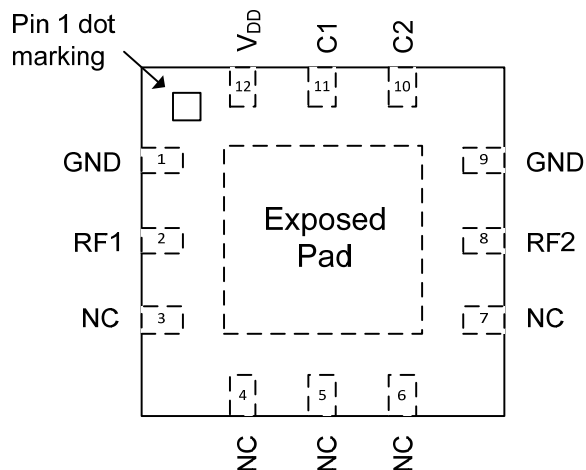 Pin 1 dot
marking
VDD
C1
C2
12
11
10
GND
1
9
GND
RF1
2
Exposed
Pad
8
RF2
NC
3
7
NC
4
5
6
NC
NC
NC